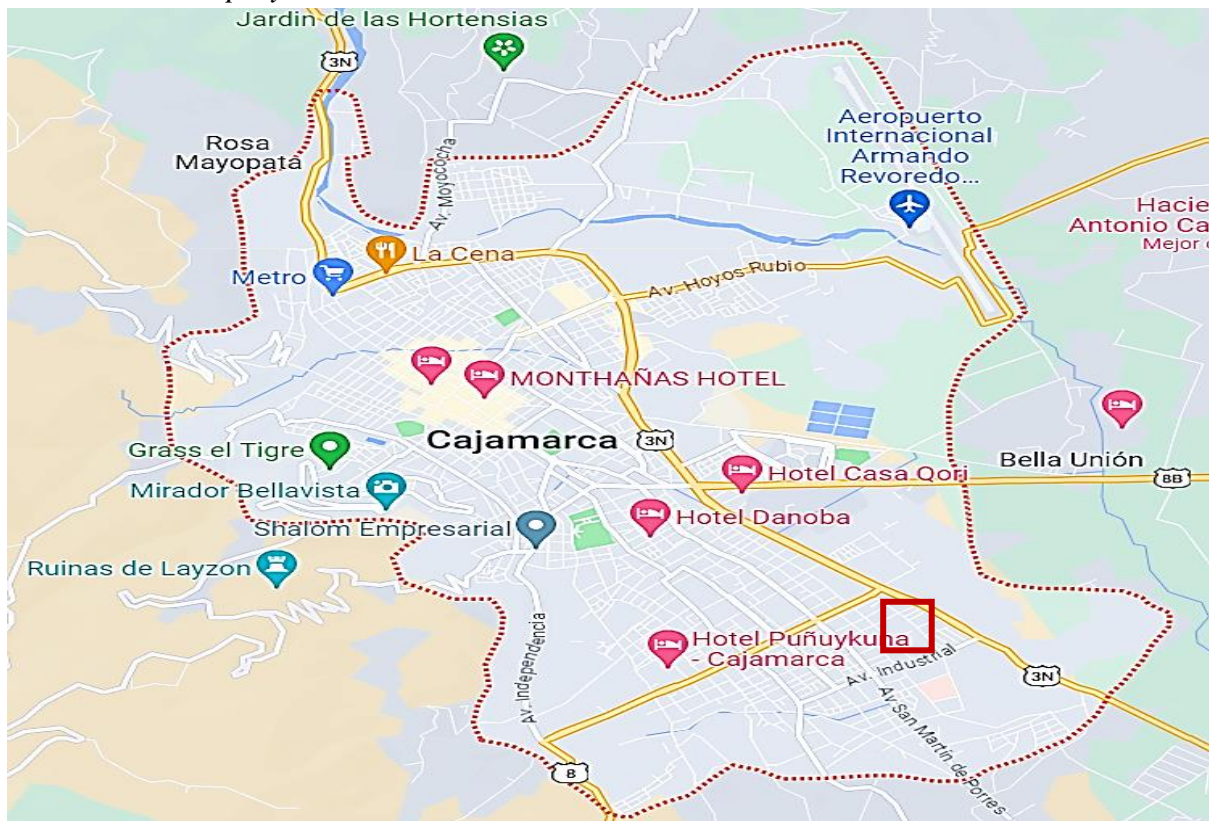 Jardin de las Hortensias
3N
Aeropuerto
Internacional
Armando
Revoredo...
Rosa
Mayopata
Av. Moyococha
Hacie
Antonio Ca
Mejor
La Cena
Metro
Av. Hoyos Rubio
MONTHAÑAS HOTEL
Cajamarca
3N
Grass el Tigre
Bella Unión
Hotel Casa Qori
8B
Mirador Bellavista
Hotel Danoba
Shalom Empresarial
Ruinas de Layzon
Hotel Puñuykuna
- Cajamarca
Av. Independencia
Av. Industrial
3N
Av San Martín de Porres
8